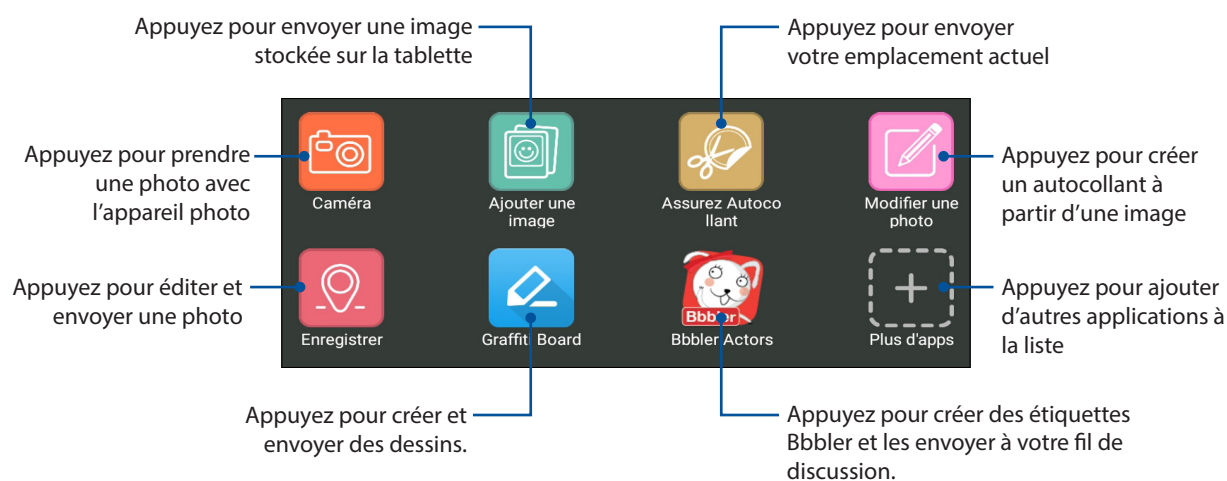 Appuyez pour envoyer une image
stockée sur la tablette
Appuyez pour envoyer
votre emplacement actuel
Appuyez pour prendre
une photo avec
l'appareil photo
Caméra
Ajouter une
image
Assurez Autoco
llant
Modifier une
photo
Appuyez pour créer
un autocollant à
partir d'une image
Appuyez pour éditer et
envoyer une photo
Enregistrer
Graffiti Board
Bbbler
Bbbler Actors
Plus d'apps
Appuyez pour ajouter
d'autres applications à
la liste
Appuyez pour créer et
envoyer des dessins.
Appuyez pour créer des étiquettes
Bbbler et les envoyer à votre fil de
discussion.